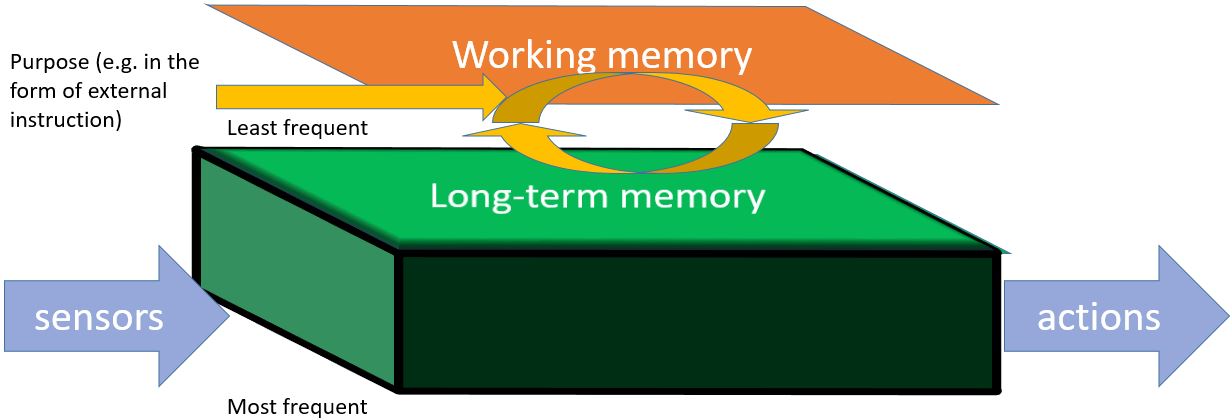 Working memory
Purpose (e.g. in the
form of external
instruction)
Least frequent
Long-term memory
sensors
actions
Most frequent